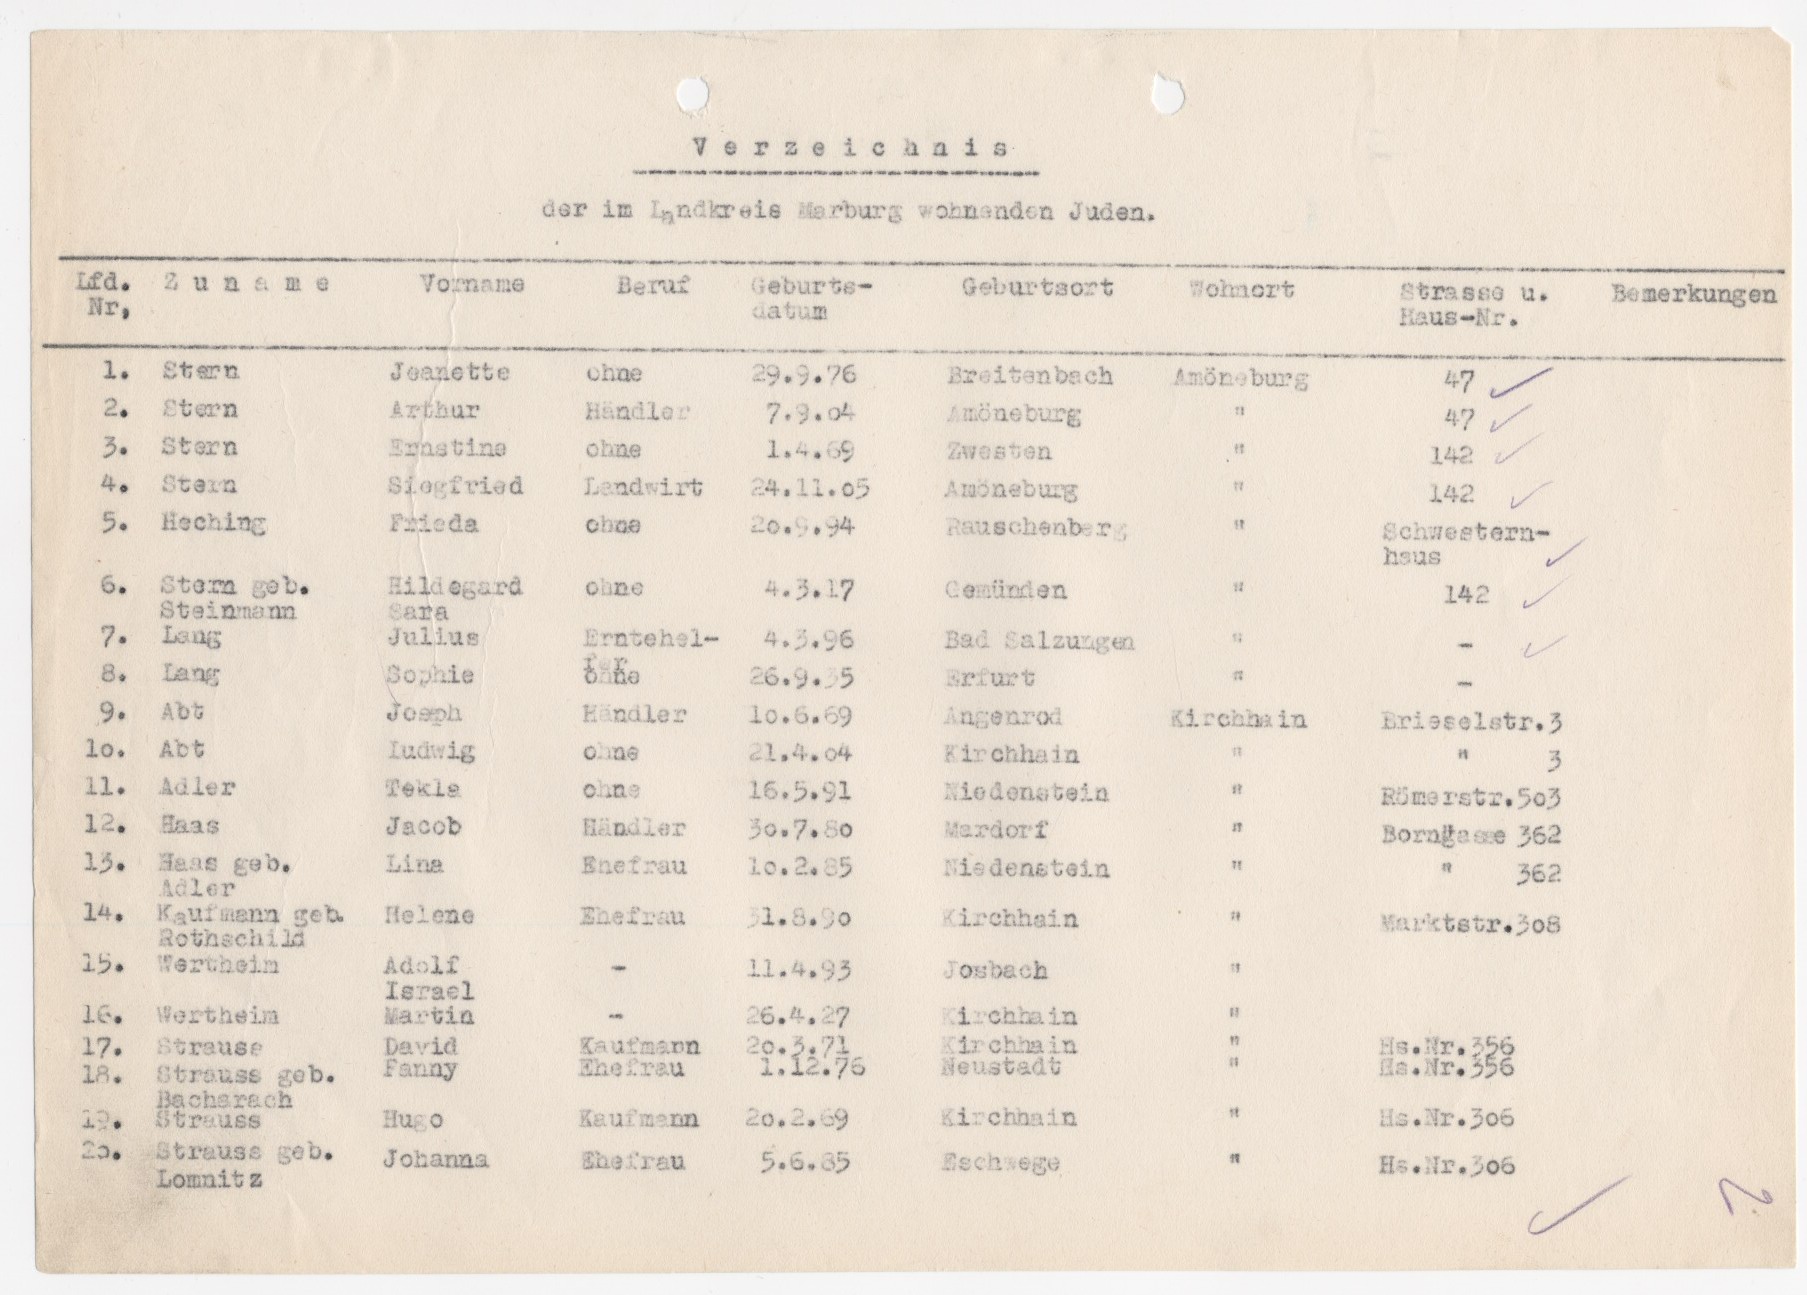 Verzeichnis
der im Landkreis Marburg wohnenden Juden.
Lfd. Zuname Vorname Beruf Geburts- Geburtsort Wohnort Strasse u. Bemerkungen
Nr, datum Haus-Nr.
1. Stern Jeanette ohne 29.9.76 Breitenbach Amöneburg 47
2. Stern Arthur Händler 7.9.04 Amöneburg " 47
3. Stern Ernstine ohne 1.4.69 Zwesten " 142
4. Stern Siegfried Landwirt 24.11.05 Amöneburg " 142
5. Heching Frieda ohne 20.9.94 Rauschenberg " Schwestern-
haus
6. Stern geb. Hildegard ohne 4.3.17 Gemünden " 142
Steinmann Sara
7. Lang Julius Erntehel- 4.3.96 Bad Salzungen " -
fer
8. Lang Sophie ohne 26.9.35 Erfurt " -
9. Abt Joseph Händler 10.6.69 Angenrod Kirchhain Brieselstr.3
10. Abt Ludwig ohne 21.4.04 Kirchhain " " 3
11. Adler Tekla ohne 16.5.91 Niedenstein " Römerstr.503
12. Haas Jacob Händler 30.7.80 Mardorf " Borngasse 362
13. Haas geb. Lina Ehefrau 10.2.85 Niedenstein " " 362
Adler
14. Kaufmann geb. Helene Ehefrau 31.8.90 Kirchhain " Marktstr.308
Rothschild
15. Wertheim Adolf - 11.4.93 Josbach "
Israel
16. Wertheim Martin - 26.4.27 Kirchhain "
17. Strauss David Kaufmann 20.3.71 Kirchhain " Hs.Nr.356
18. Strauss geb. Fanny Ehefrau 1.12.76 Neustadt " Hs.Nr.356
Bacharach
19. Strauss Hugo Kaufmann 20.2.69 Kirchhain " Hs.Nr.306
20. Strauss geb. Johanna Ehefrau 5.6.85 Eschwege " Hs.Nr.306
Lomnitz